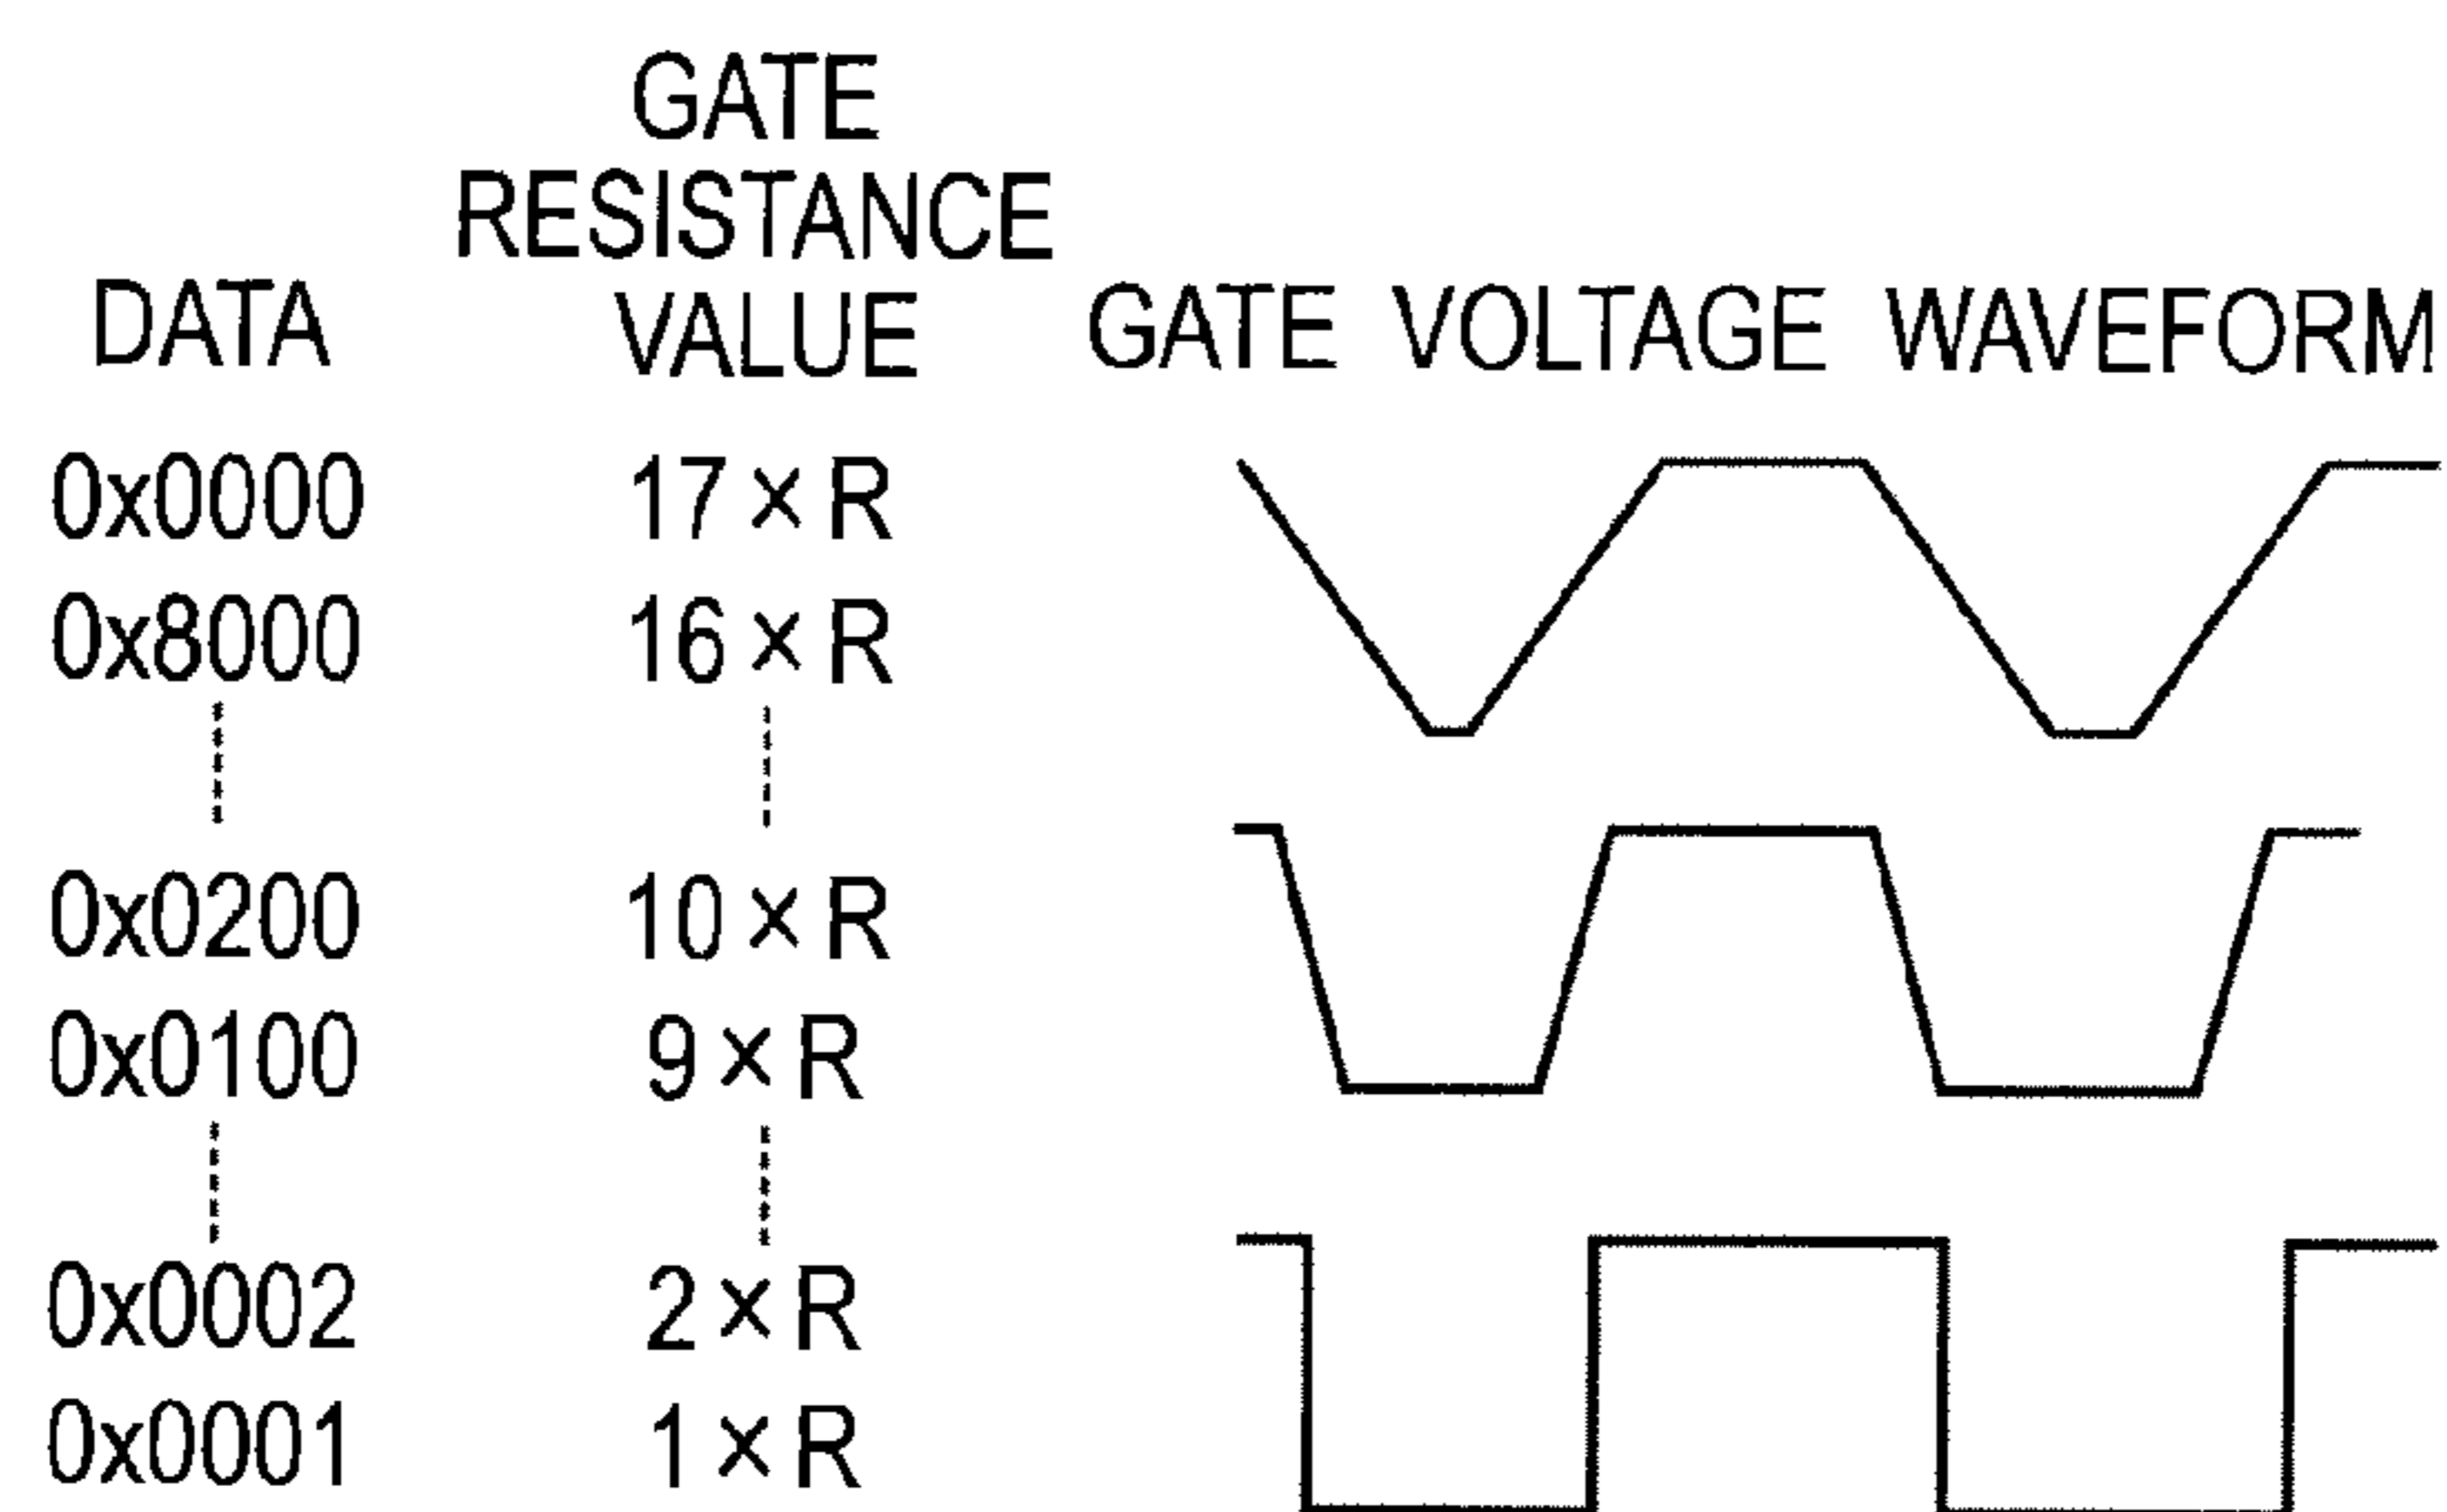 GATE
RESISTANCE
DATA VALUE GATE VOLTAGE WAVEFORM
0x0000 17×R
0x8000 16×R
0x0200 10×R
0x0100 9×R
0x0002 2×R
0x0001 1×R